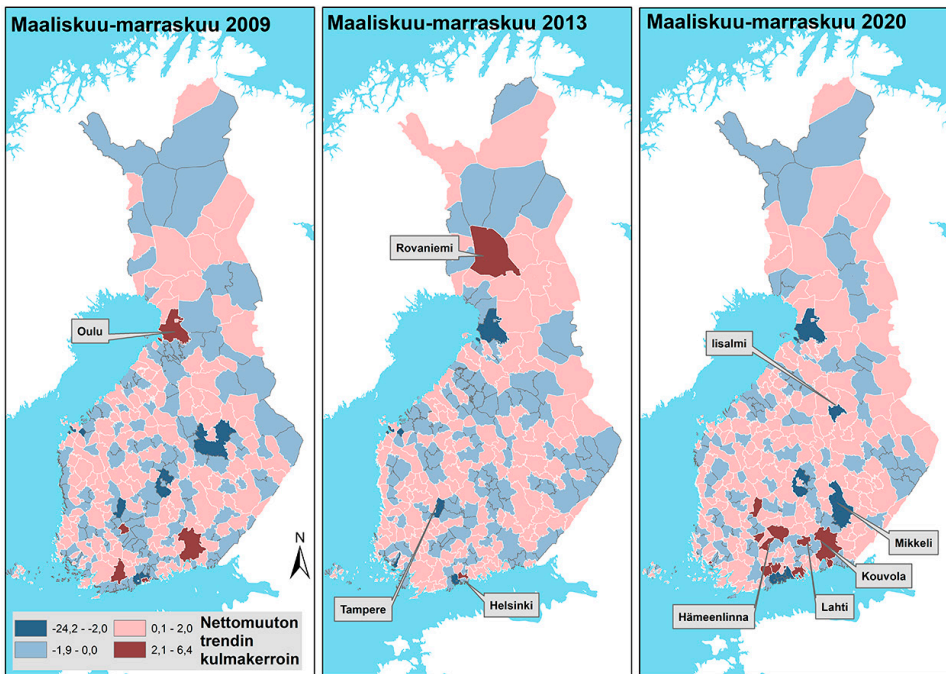 Maaliskuu-marraskuu 2009
Oulu
N
-24,2 - -2,0
-1,9 - 0,0
0,1 - 2,0
2,1 - 6,4
Nettomuuton
trendin
kulmakerroin
Maaliskuu-marraskuu 2013
Rovaniemi
Tampere
Helsinki
Maaliskuu-marraskuu 2020
Iisalmi
Mikkeli
Kouvola
Lahti
Hämeenlinna